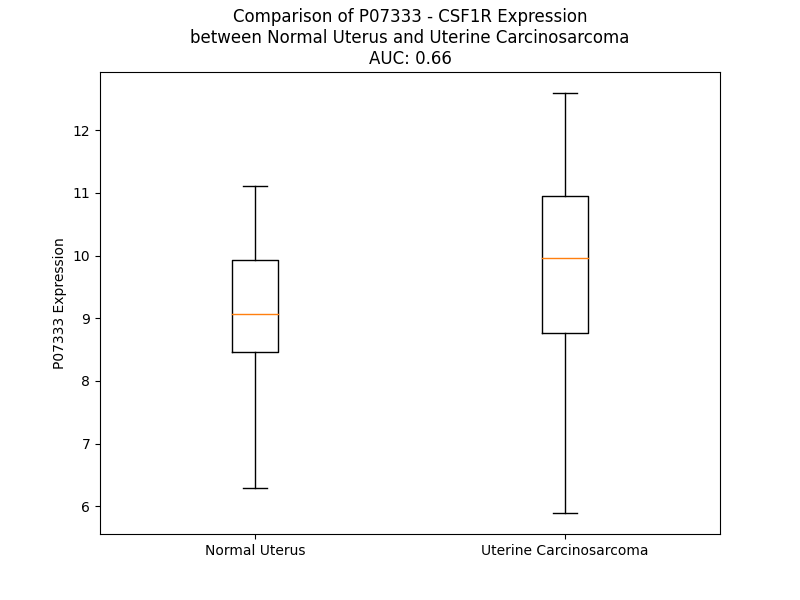 Comparison of P07333 - CSF1R Expression
between Normal Uterus and Uterine Carcinosarcoma
AUC: 0.66
P07333 Expression
12
11
10
9
8
7
6
Normal Uterus
Uterine Carcinosarcoma